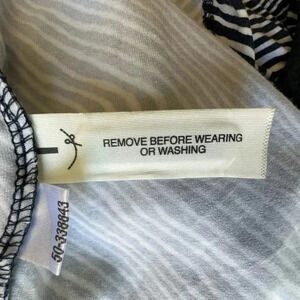 REMOVE BEFORE WEARING
OR WASHING
50-338843